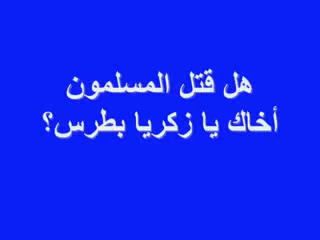 هل قتل المسلمون
أخاك يا زكريا بطرس؟